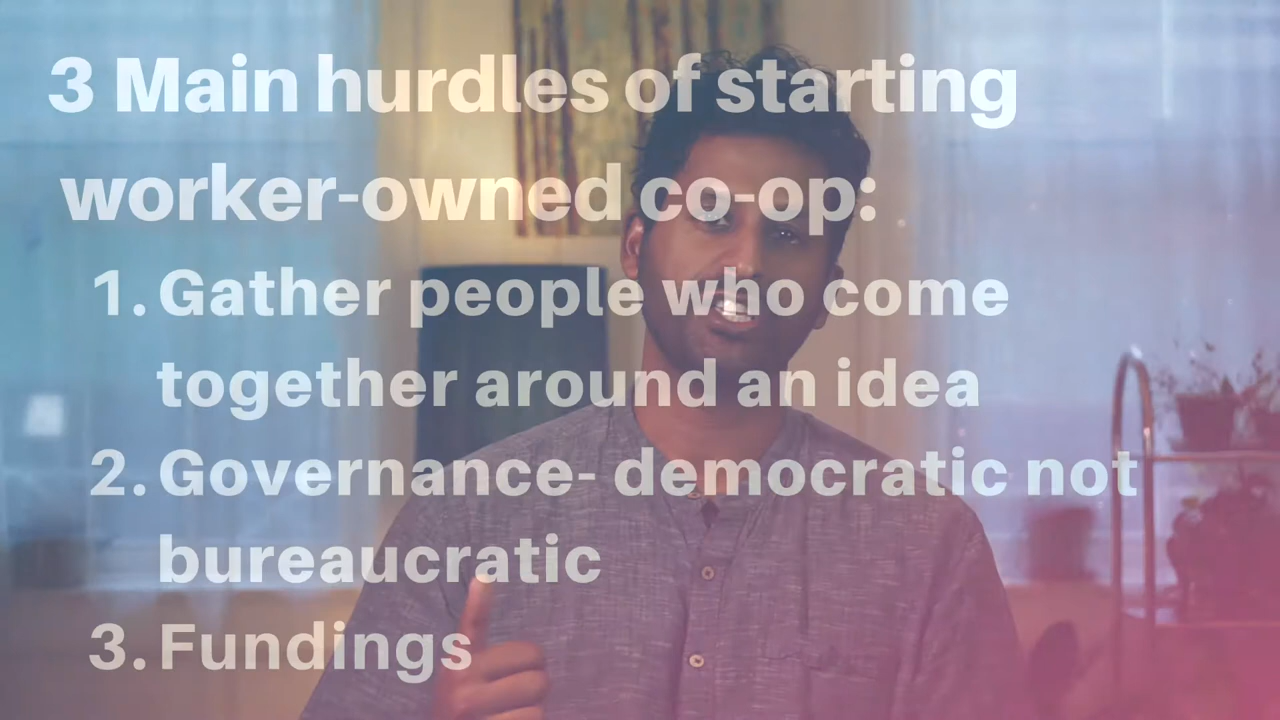 3 Main hurdles of starting
worker-owned co-op:
1. Gather people who come
together around an idea
2. Governance- democratic not
bureaucratic
3. Fundings